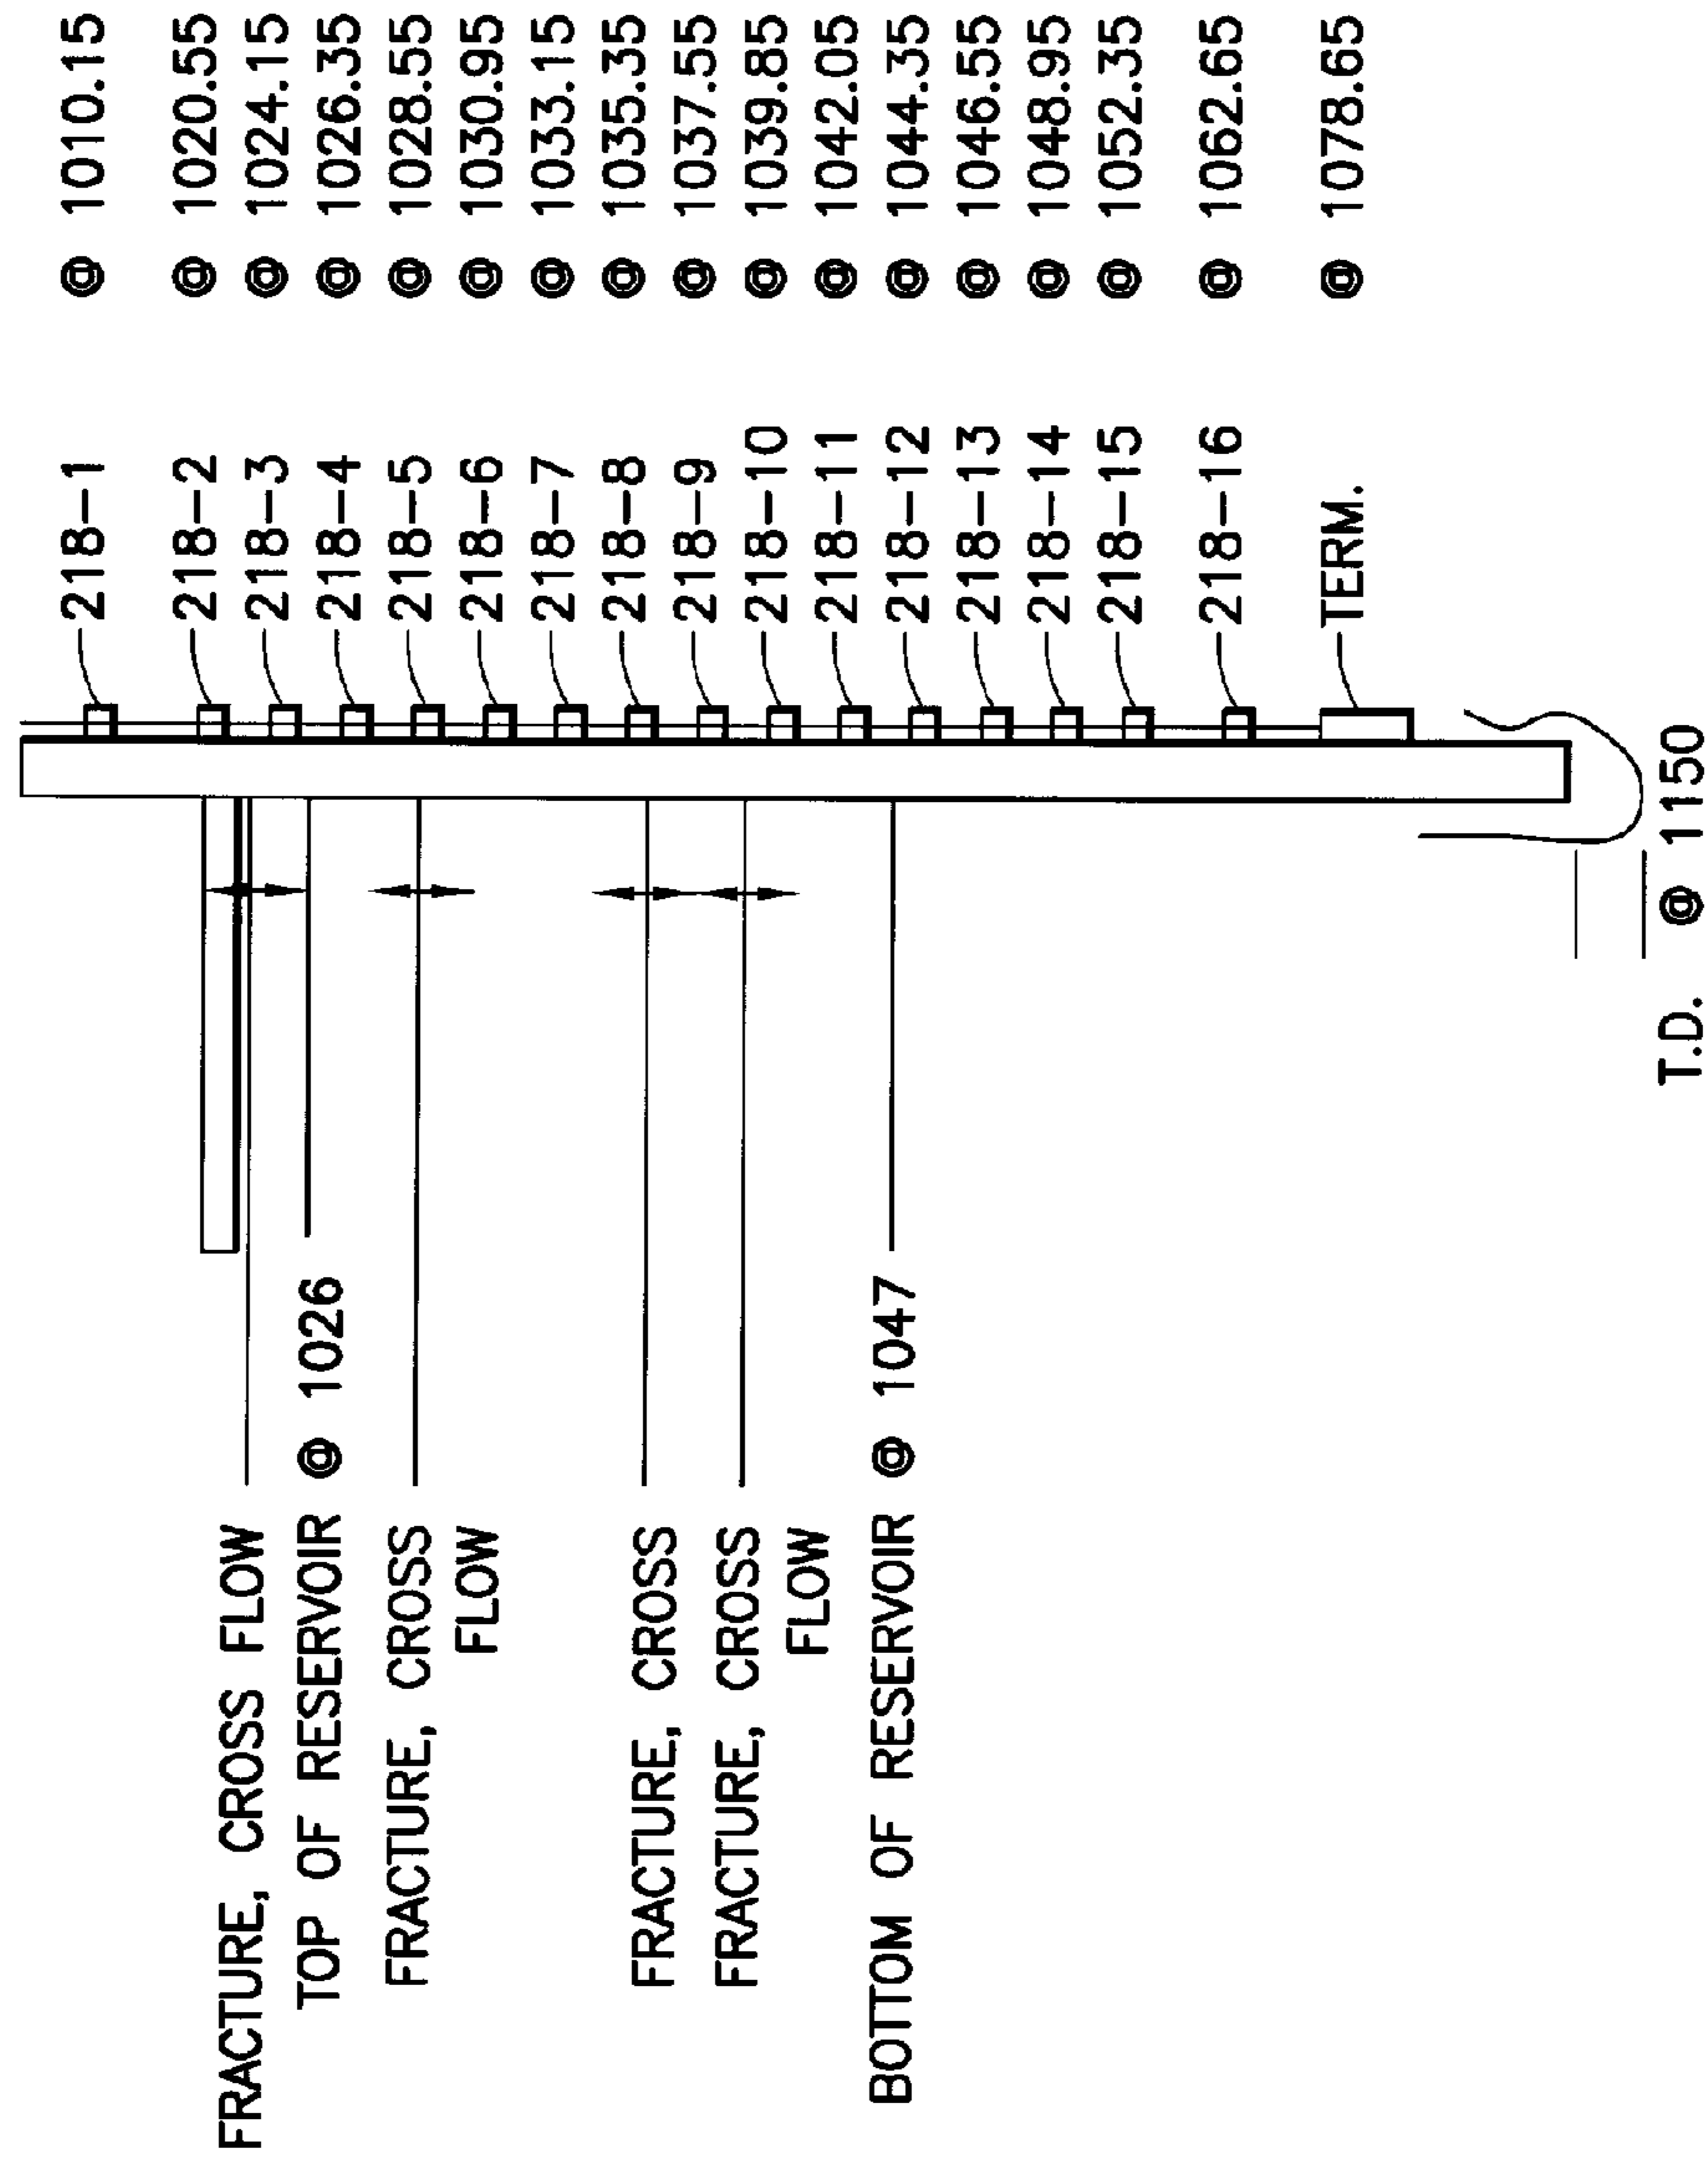 218-1 @ 1010.15
218-2 @ 1020.55
FRACTURE, CROSS FLOW
218-3 @ 1024.15
TOP OF RESERVOIR @ 1026
218-4 @ 1026.35
FRACTURE, CROSS
FLOW
218-5 @ 1028.55
218-6 @ 1030.95
218-7 @ 1033.15
FRACTURE, CROSS
218-8 @ 1035.35
218-9 @ 1037.55
FRACTURE, CROSS
FLOW
218-10 @ 1039.85
218-11 @ 1042.05
BOTTOM OF RESERVOIR @ 1047
218-12 @ 1044.35
218-13 @ 1046.55
218-14 @ 1048.95
218-15 @ 1052.35
218-16 @ 1062.65
TERM. @ 1078.65
T.D. @ 1150